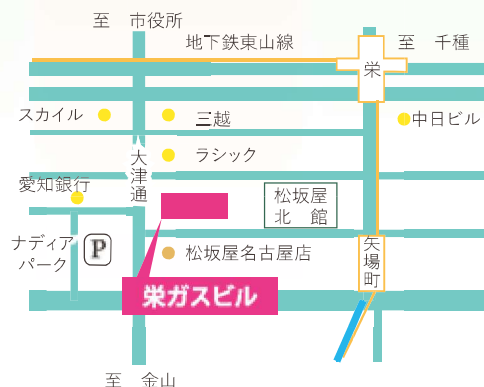 至　市役所
地下鉄東山線
至　千種
栄
スカイル
三越
中日ビル
大津通
ラシック
愛知銀行
松坂屋
北　館
ナディア
パーク
P
松坂屋名古屋店
矢場町
栄ガスビル
至　金山